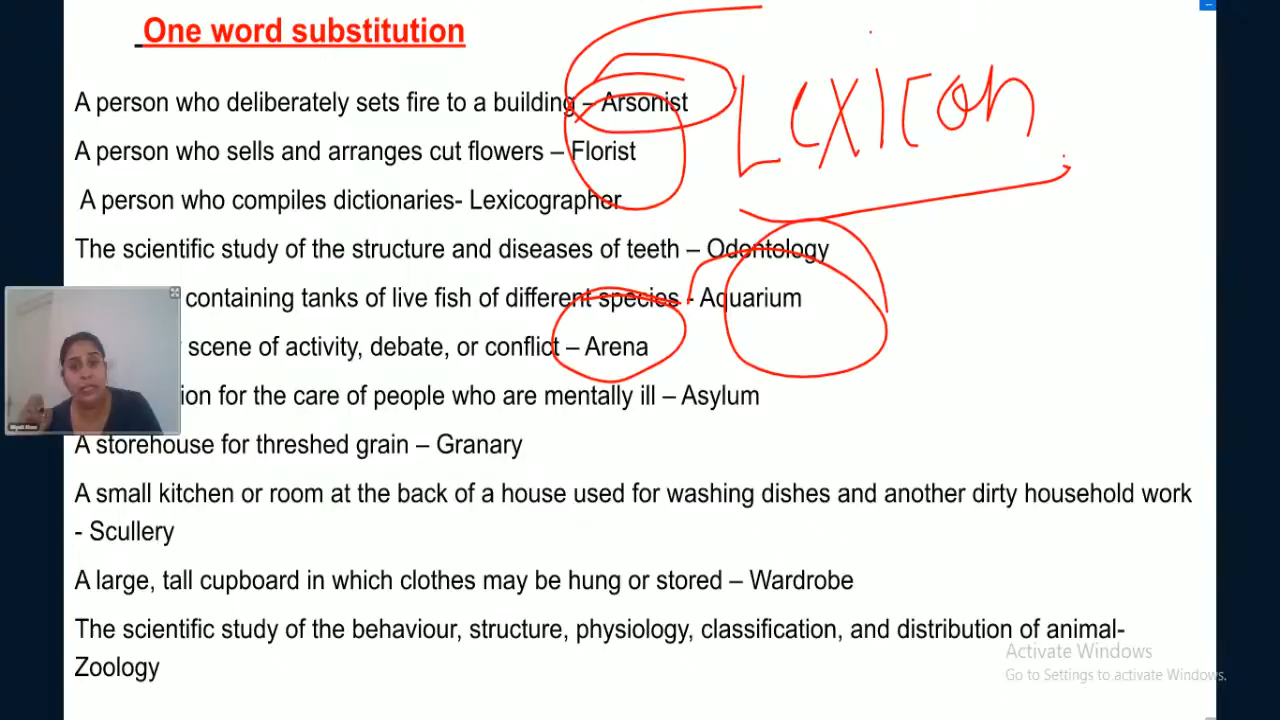 One word substitution
A person who deliberately sets fire to a building – Arsonist
Lexicon
A person who sells and arranges cut flowers – Florist
A person who compiles dictionaries- Lexicographer
The scientific study of the structure and diseases of teeth – Odontology
containing tanks of live fish of different species - Aquarium
scene of activity, debate, or conflict – Arena
ion for the care of people who are mentally ill – Asylum
A storehouse for threshed grain – Granary
A small kitchen or room at the back of a house used for washing dishes and another dirty household work
- Scullery
A large, tall cupboard in which clothes may be hung or stored – Wardrobe
The scientific study of the behaviour, structure, physiology, classification, and distribution of animal-
Zoology
Activate Windows
Go to Settings to activate Windows.